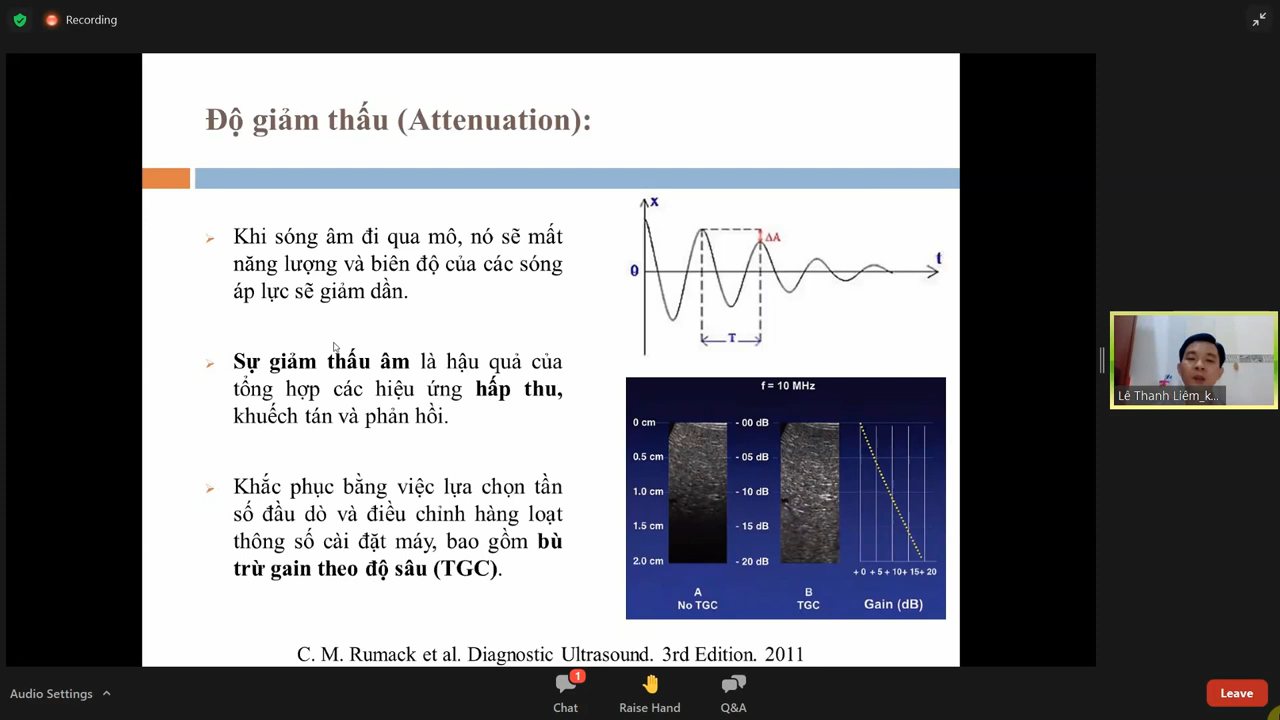 Recording
Độ giảm thấu (Attenuation):
Khi sóng âm đi qua mô, nó sẽ mất
năng lượng và biên độ của các sóng
áp lực sẽ giảm dần.
Sự giảm thấu âm là hậu quả của
tổng hợp các hiệu ứng hấp thu,
khuếch tán và phản hồi.
Khắc phục bằng việc lựa chọn tần
số đầu dò và điều chỉnh hàng loạt
thông số cài đặt máy, bao gồm bù
trừ gain theo độ sâu (TGC).
x
ΔA
t
0
T
f = 10 MHz
0 cm - 00 dB
0.5 cm - 05 dB
1.0 cm - 10 dB
1.5 cm - 15 dB
2.0 cm - 20 dB
+ 0 + 5 + 10 + 15 + 20
A B
No TGC TGC Gain (dB)
C. M. Rumack et al. Diagnostic Ultrasound. 3rd Edition. 2011
Lê Thanh Liêm_k...
Audio Settings
1
Chat
Raise Hand
Q&A
Leave